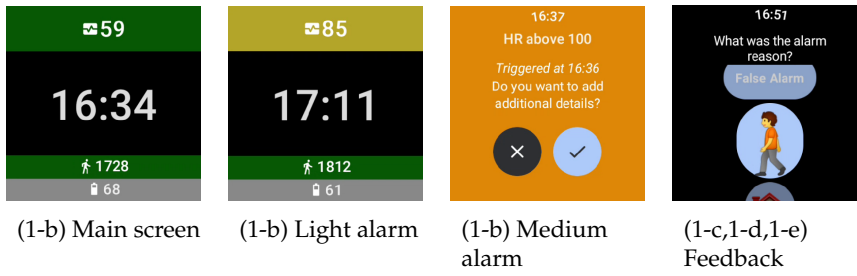 59
16:34
1728
68
(1-b) Main screen
85
17:11
1812
61
(1-b) Light alarm
16:37
HR above 100
Triggered at 16:36
Do you want to add
additional details?
(1-b) Medium
alarm
16:51
What was the alarm
reason?
False Alarm
(1-c,1-d,1-e)
Feedback